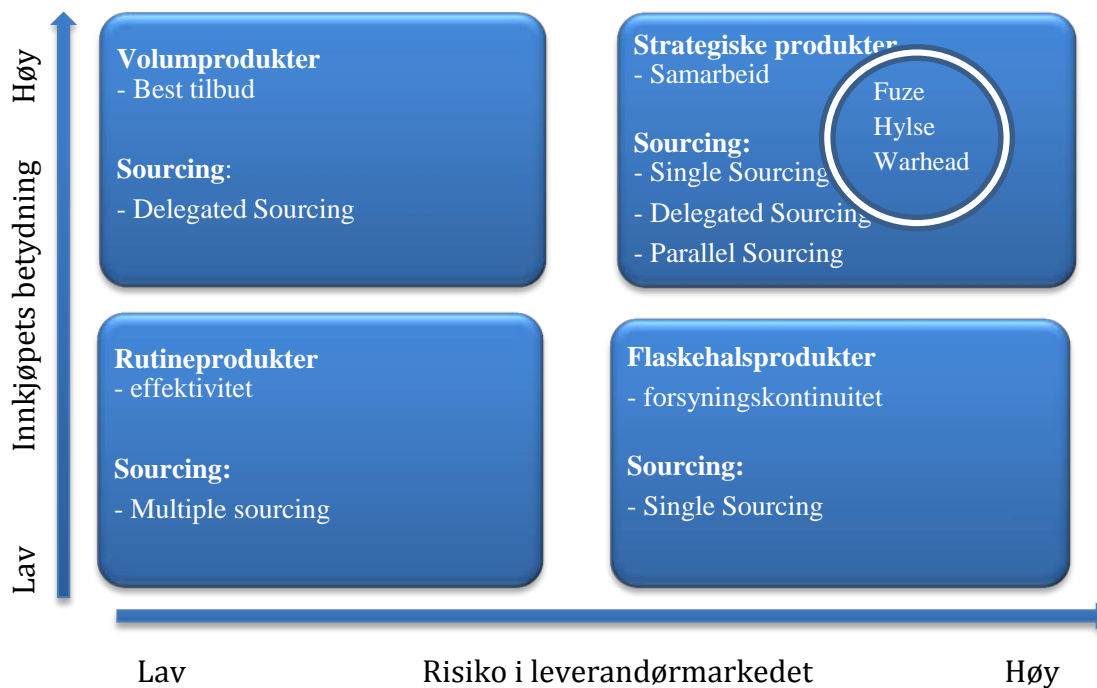 Høy
Innkjøpets betydning
Lav
Volumprodukter
- Best tilbud
Sourcing:
- Delegated Sourcing
Strategiske produkter
- Samarbeid
Sourcing:
- Single Sourcing
- Delegated Sourcing
- Parallel Sourcing
Fuze
Hylse
Warhead
Rutineprodukter
- effektivitet
Sourcing:
- Multiple sourcing
Flaskehalsprodukter
- forsyningskontinuitet
Sourcing:
- Single Sourcing
Lav
Risiko i leverandørmarkedet
Høy